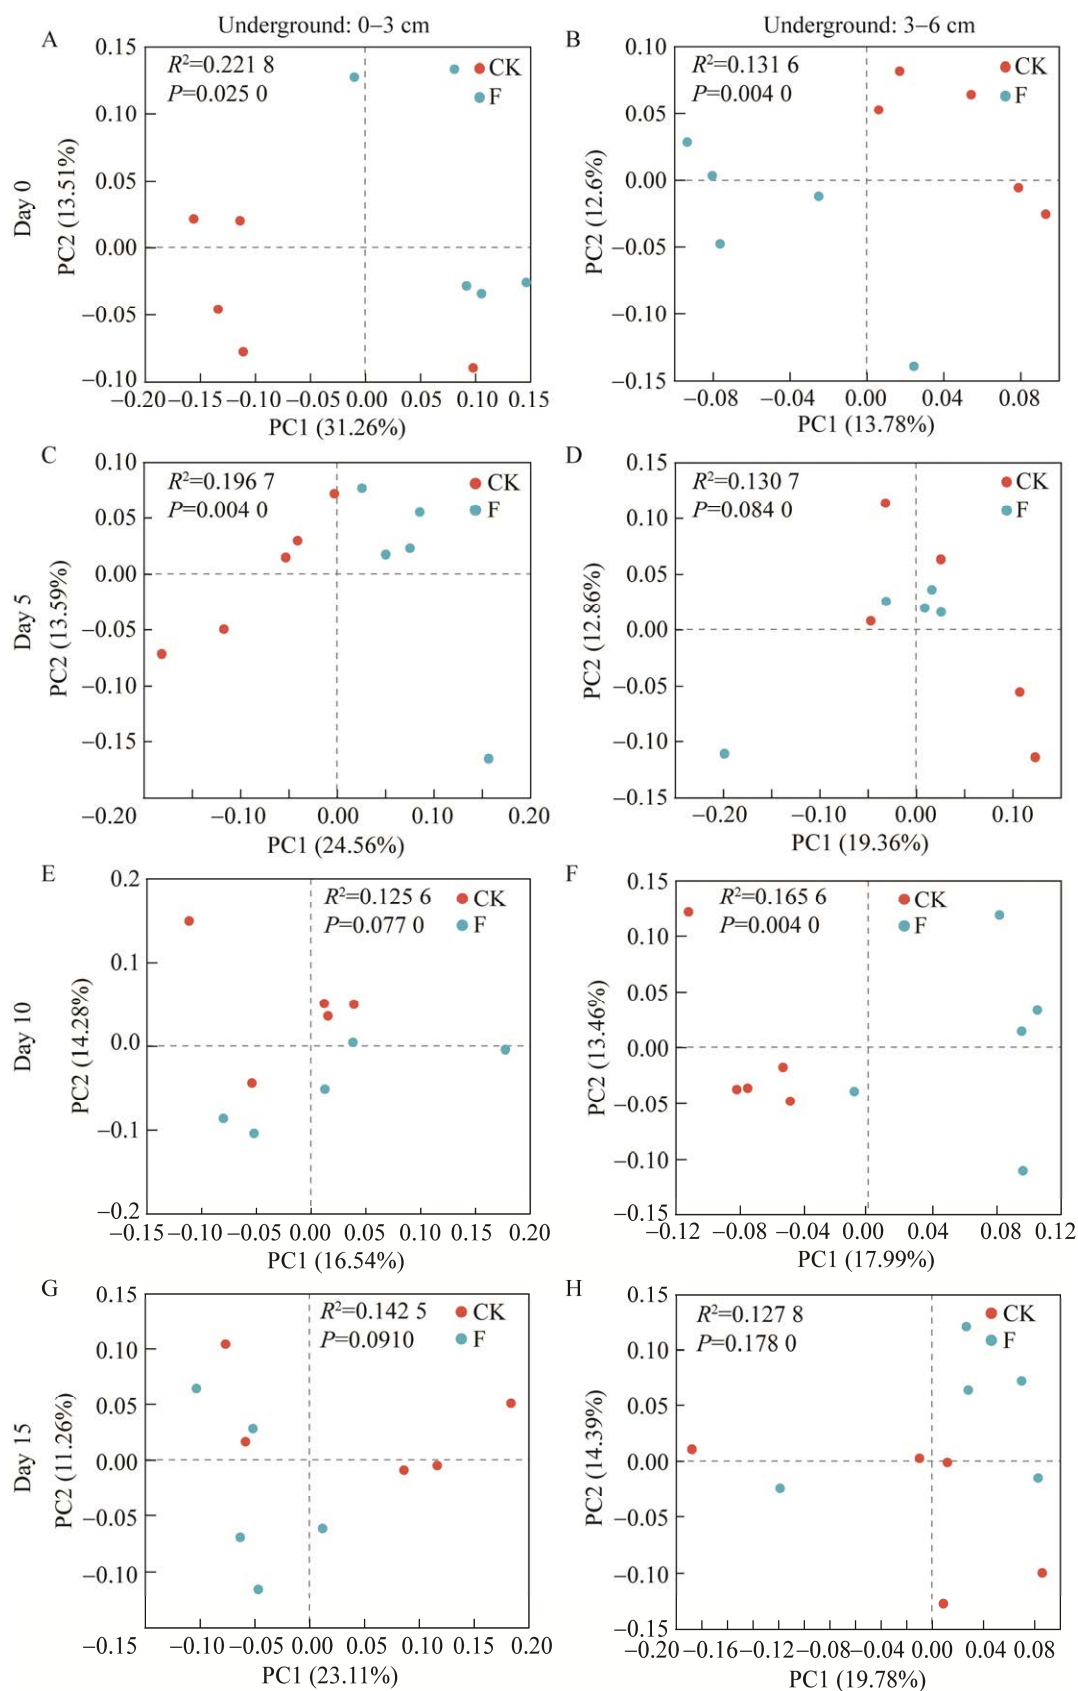 Underground: 0–3 cm
Underground: 3–6 cm
Day 0
A
R²=0.221 8
P=0.025 0
CK
F
0.15
0.10
0.05
0.00
−0.05
−0.10
PC2 (13.51%)
−0.20 −0.15 −0.10 −0.05 0.00 0.05 0.10 0.15
PC1 (31.26%)
B
R²=0.131 6
P=0.004 0
CK
F
0.10
0.05
0.00
−0.05
−0.10
−0.15
PC2 (12.6%)
−0.08 −0.04 0.00 0.04 0.08
PC1 (13.78%)
Day 5
C
R²=0.196 7
P=0.004 0
CK
F
0.10
0.05
0.00
−0.05
−0.10
−0.15
−0.20
PC2 (13.59%)
−0.10 0.00 0.10 0.20
PC1 (24.56%)
D
R²=0.130 7
P=0.084 0
CK
F
0.15
0.10
0.05
0.00
−0.05
−0.10
−0.15
PC2 (12.86%)
−0.20 −0.10 0.00 0.10
PC1 (19.36%)
Day 10
E
R²=0.125 6
P=0.077 0
CK
F
0.2
0.1
0.0
−0.1
−0.2
PC2 (14.28%)
−0.15 −0.10 −0.05 0.00 0.05 0.10 0.15 0.20
PC1 (16.54%)
F
R²=0.165 6
P=0.004 0
CK
F
0.15
0.10
0.05
0.00
−0.05
−0.10
−0.15
PC2 (13.46%)
−0.12 −0.08 −0.04 0.00 0.04 0.08 0.12
PC1 (17.99%)
Day 15
G
R²=0.142 5
P=0.0910
CK
F
0.15
0.10
0.05
0.00
−0.05
−0.10
−0.15
PC2 (11.26%)
−0.10 −0.05 0.00 0.05 0.10 0.15 0.20
PC1 (23.11%)
H
R²=0.127 8
P=0.178 0
CK
F
0.15
0.10
0.05
0.00
−0.05
−0.10
−0.15
PC2 (14.39%)
−0.20 −0.16 −0.12 −0.08 −0.04 0.00 0.04 0.08
PC1 (19.78%)